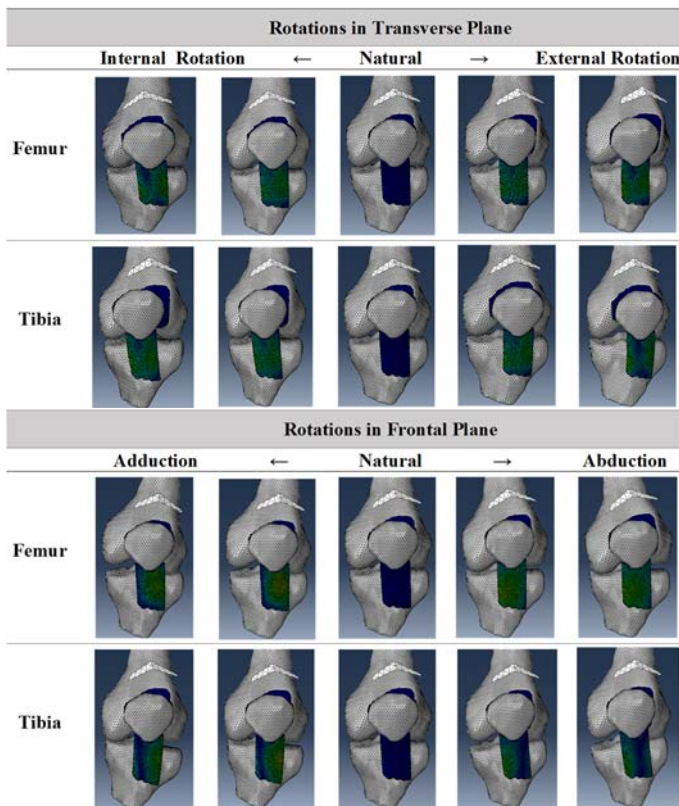 Rotations in Transverse Plane
Internal Rotation ← Natural → External Rotation
Femur
Tibia
Rotations in Frontal Plane
Adduction ← Natural → Abduction
Femur
Tibia